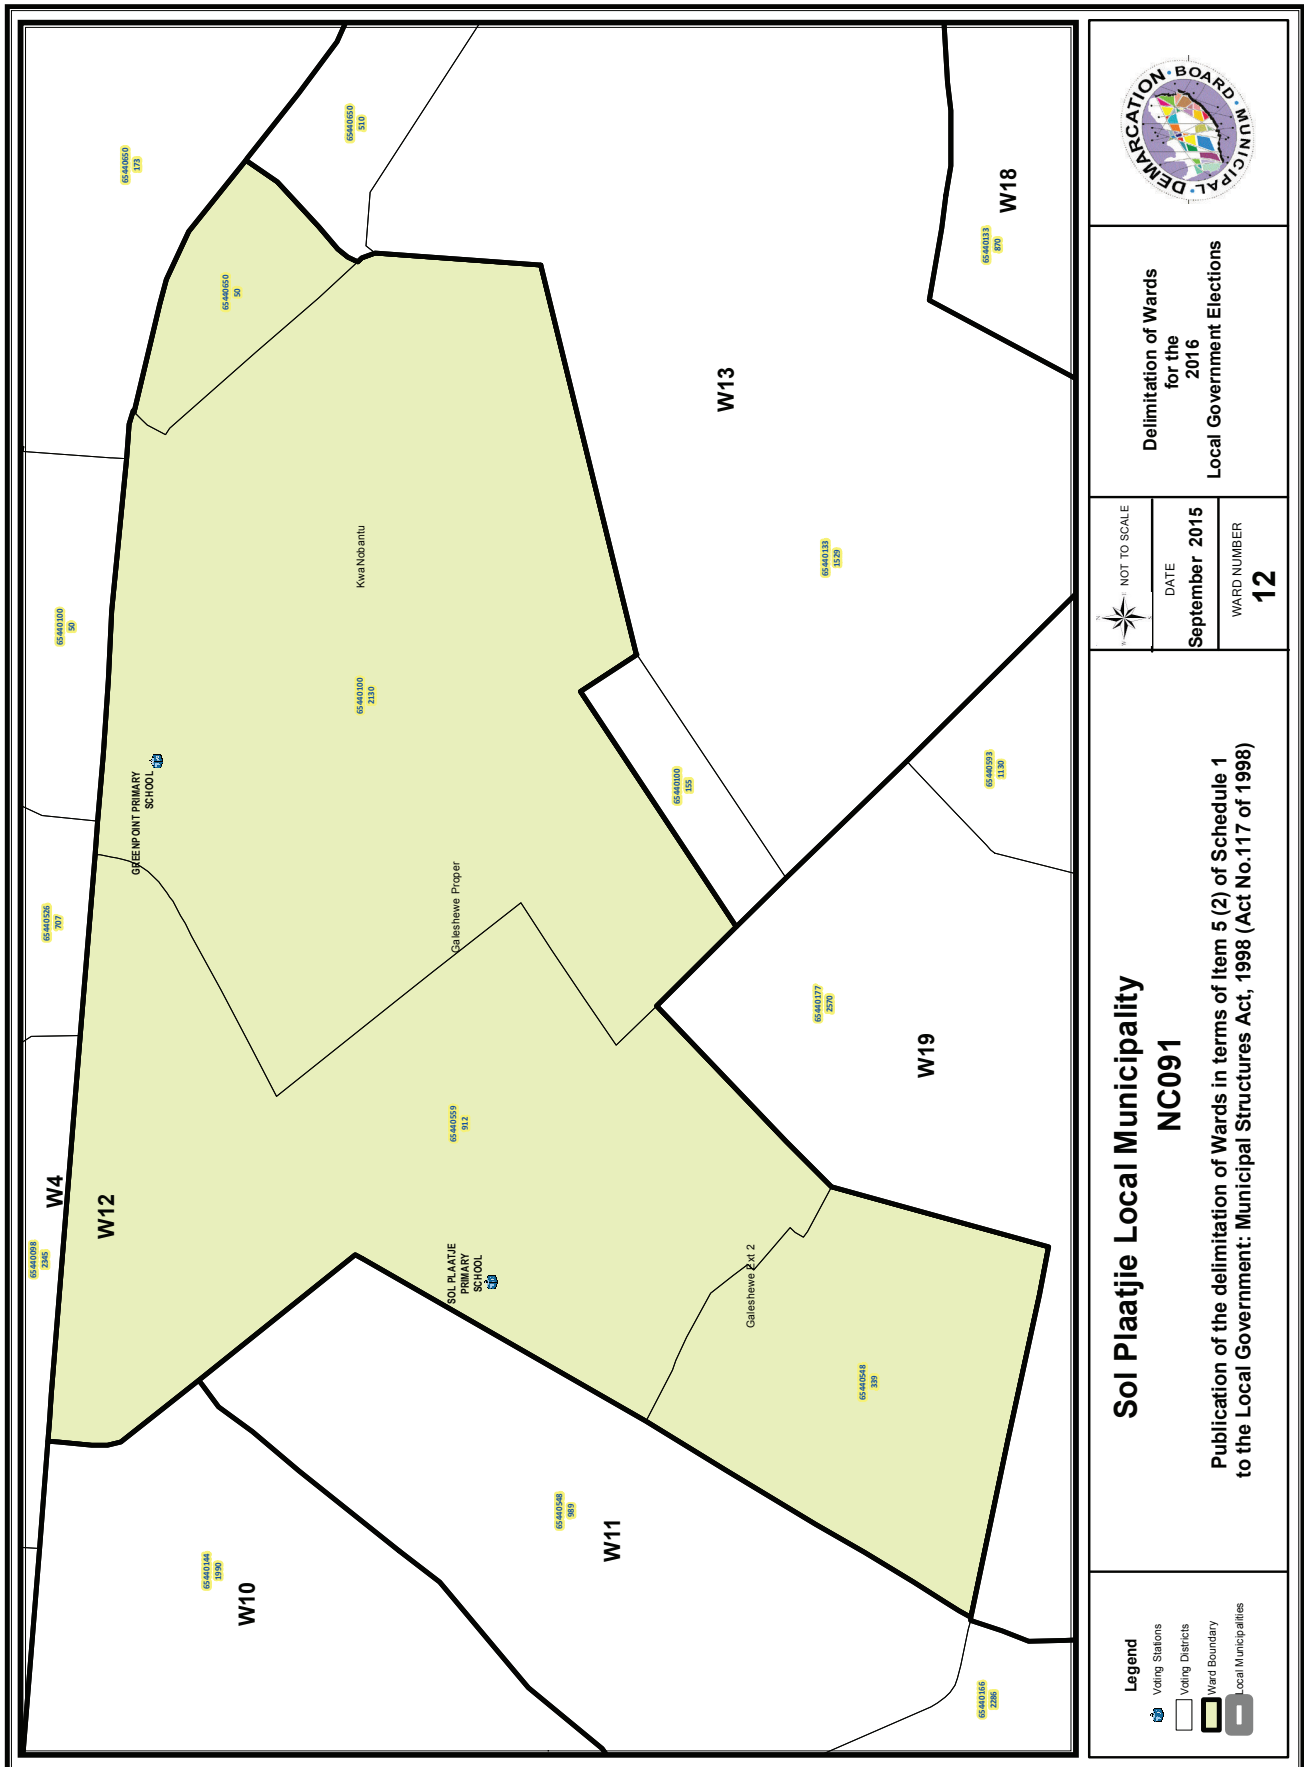 65440098
2345
W4
W12
65440526
707
65440100
50
65440650
173
65440650
50
65440650
510
GREENPOINT PRIMARY
SCHOOL
KwaNobantu
65440100
2130
Galeshewe Proper
65440559
912
SOL PLAATJE
PRIMARY
SCHOOL
Galeshewe Ext 2
65440548
339
65440144
1990
W10
65440548
989
W11
65440166
2286
65440100
155
65440177
2570
W19
65440593
1130
W13
65440133
1529
65440133
870
W18
Legend
Voting Stations
Voting Districts
Ward Boundary
Local Municipalities
Sol Plaatjie Local Municipality
NC091
Publication of the delimitation of Wards in terms of Item 5 (2) of Schedule 1
to the Local Government: Municipal Structures Act, 1998 (Act No.117 of 1998)
NOT TO SCALE
DATE
September 2015
WARD NUMBER
12
Delimitation of Wards
for the
2016
Local Government Elections
MUNICIPAL • DEMARCATION • BOARD •